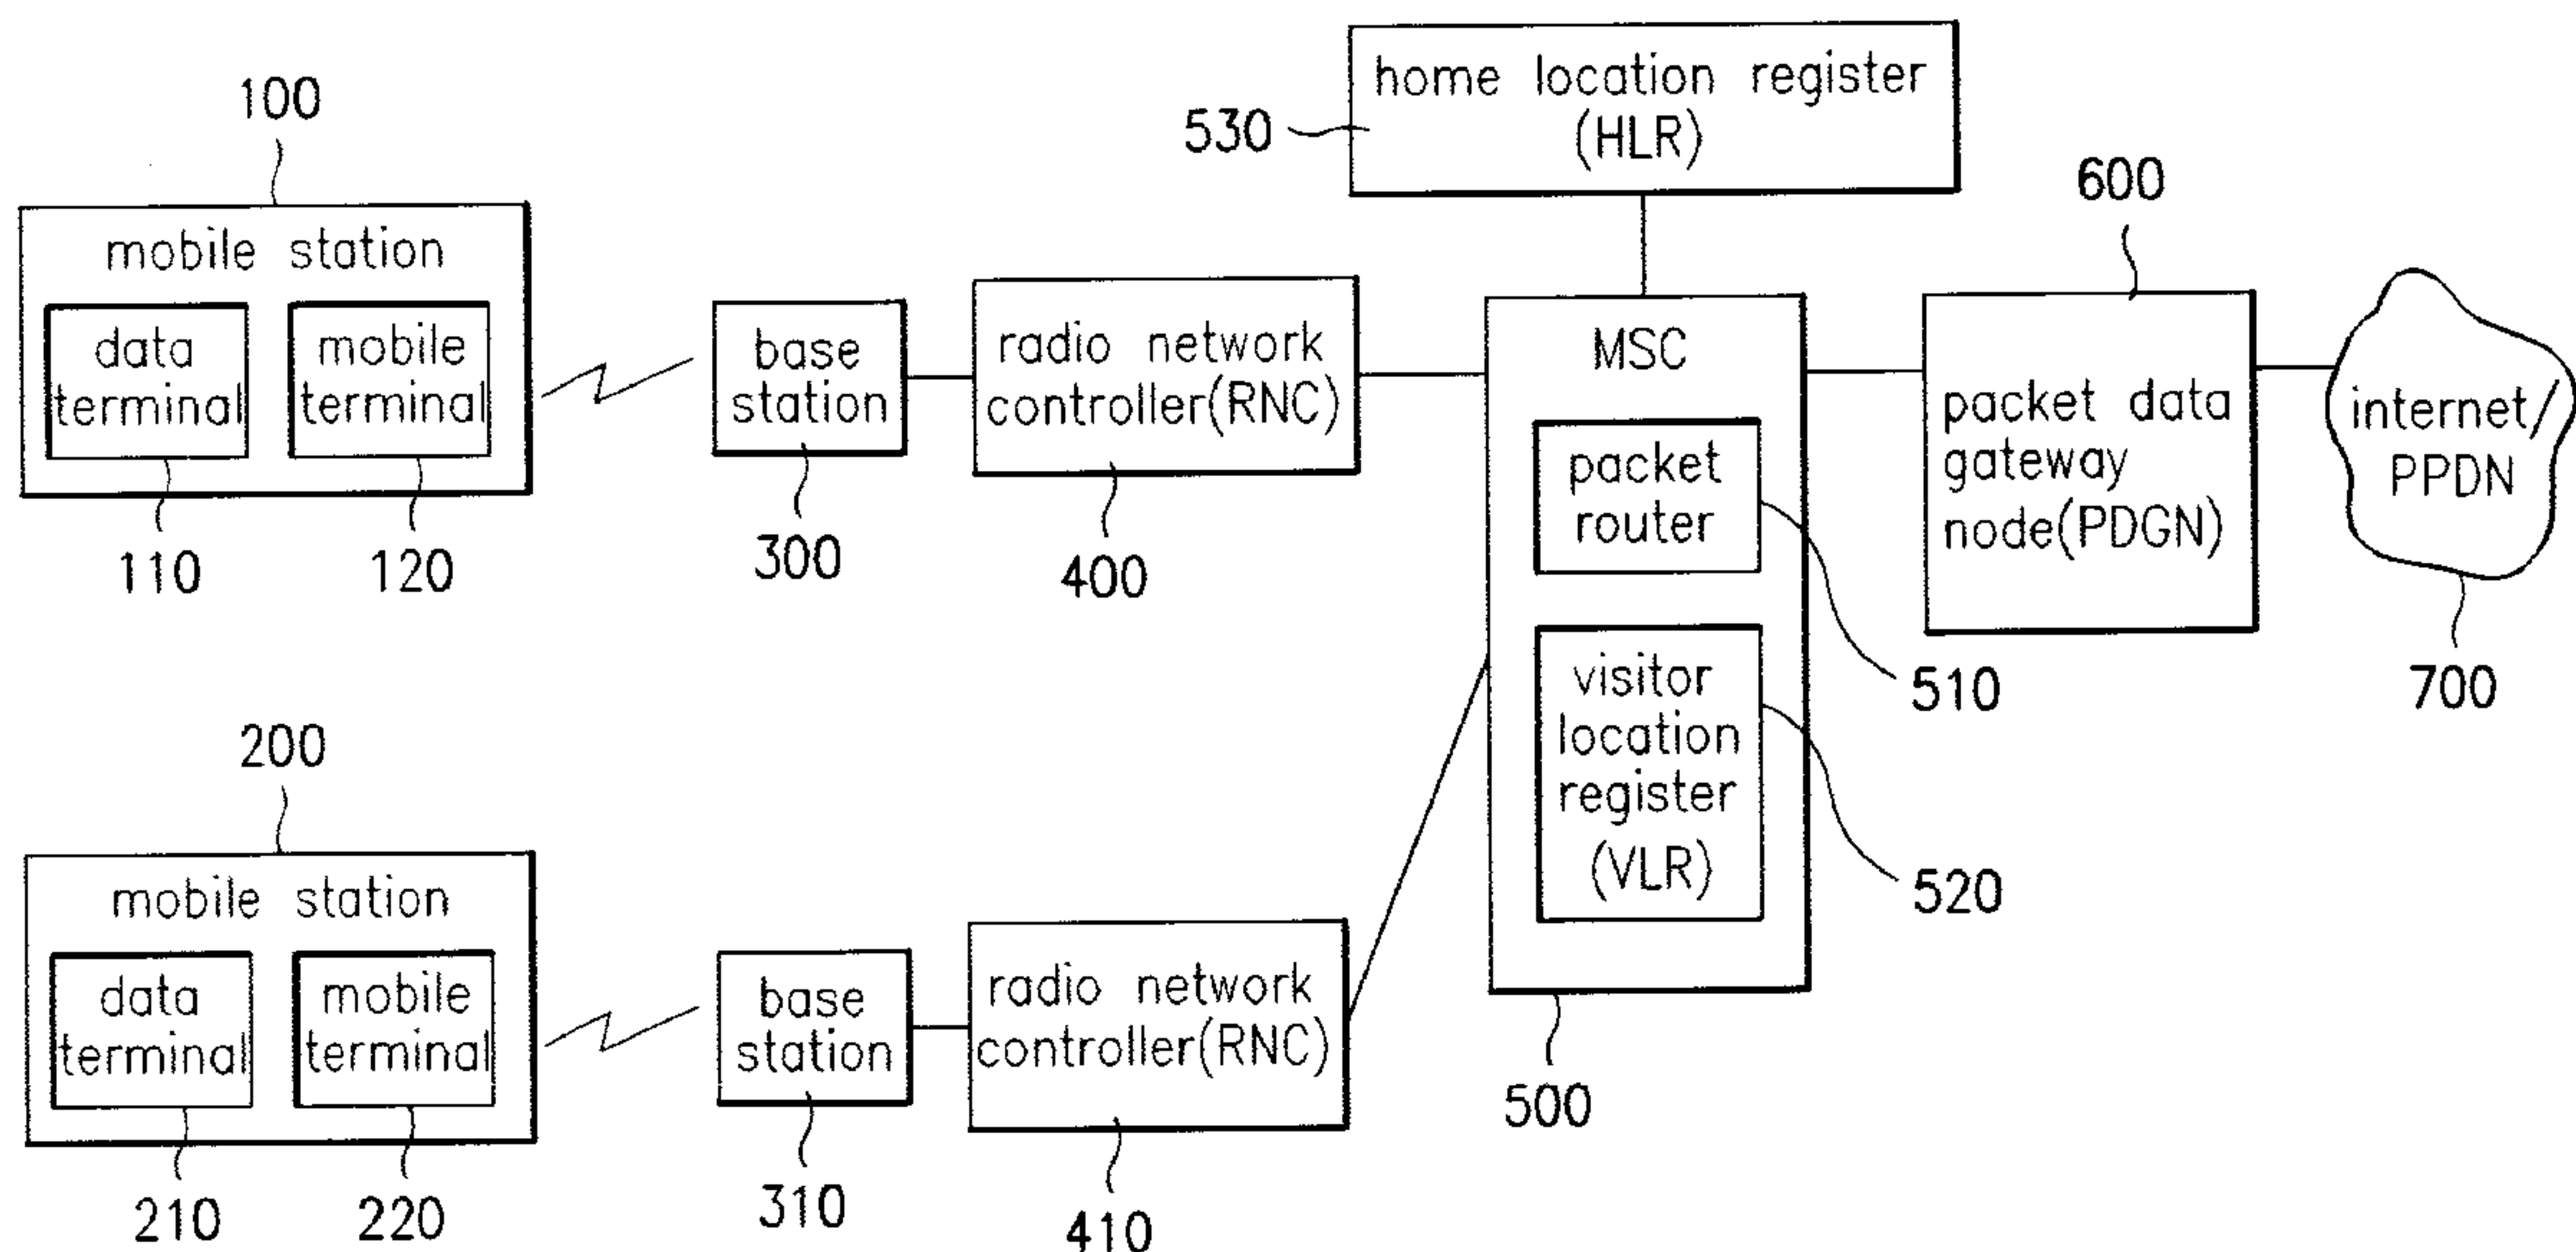 home location register
(HLR)
530
100
mobile station
data
terminal
mobile
terminal
110
120
base
station
300
radio network
controller(RNC)
400
MSC
packet
router
visitor
location
register
(VLR)
510
520
500
600
packet data
gateway
node(PDGN)
internet/
PPDN
700
200
mobile station
data
terminal
mobile
terminal
210
220
base
station
310
radio network
controller(RNC)
410